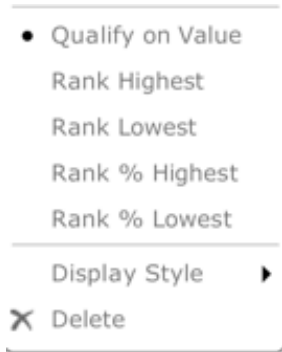 Qualify on Value
Rank Highest
Rank Lowest
Rank % Highest
Rank % Lowest
Display Style
Delete